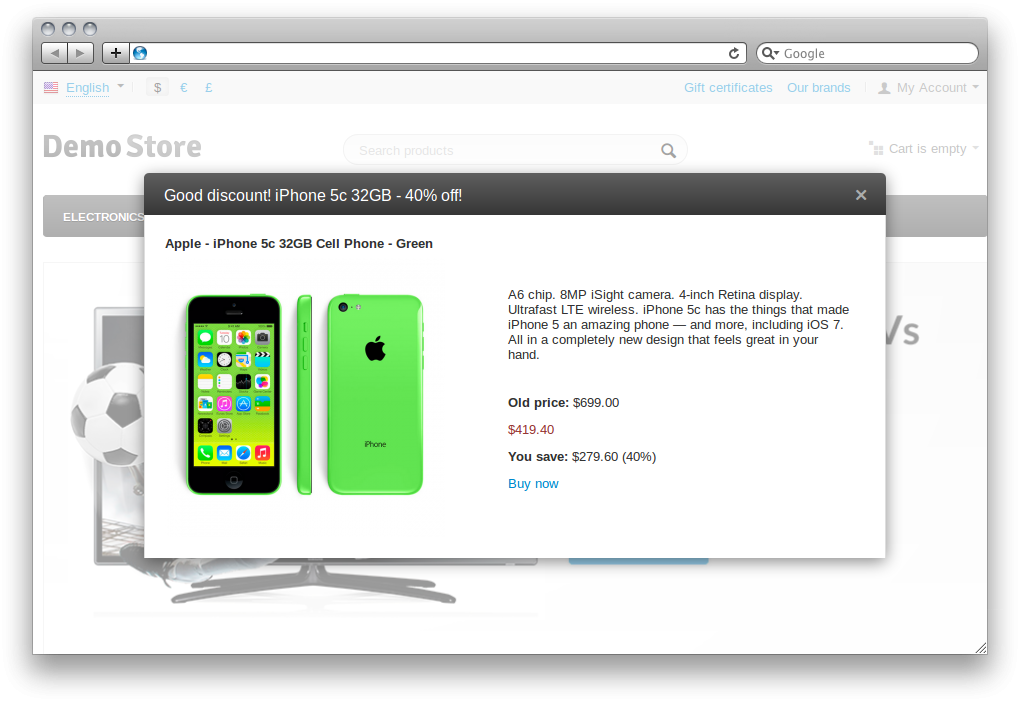 Google
English
$ € £
Gift certificates
Our brands
My Account
Demo Store
Search products
Cart is empty
Good discount! iPhone 5c 32GB - 40% off!
ELECTRONICS
Apple - iPhone 5c 32GB Cell Phone - Green
A6 chip. 8MP iSight camera. 4-inch Retina display.
Ultrafast LTE wireless. iPhone 5c has the things that made
iPhone 5 an amazing phone — and more, including iOS 7.
All in a completely new design that feels great in your
hand.
Vs
iPhone
Old price: $699.00
$419.40
You save: $279.60 (40%)
Buy now